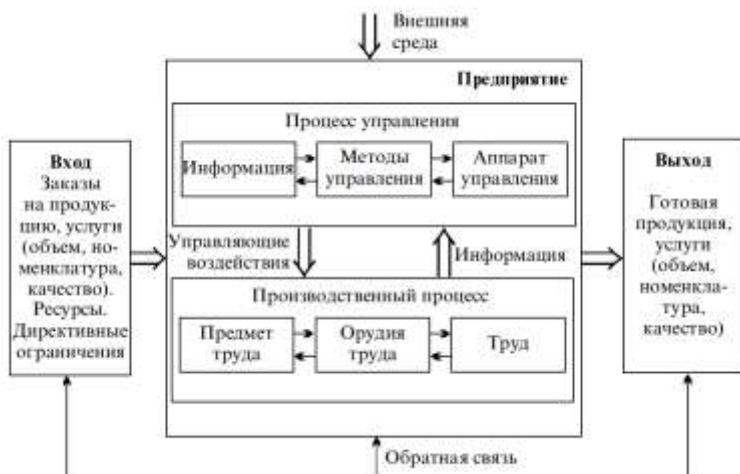 Внешняя
среда
Предприятие
Процесс управления
Информация
Методы
управления
Аппарат
управления
Вход
Заказы
на продук-
цию, услуги
(объем, но-
менклатура,
качество).
Ресурсы.
Директивные
ограничения
Управляющие
воздействия
Информация
Производственный процесс
Предмет
труда
Орудия
труда
Труд
Выход
Готовая
продукция,
услуги
(объем,
номенкла-
тура,
качество)
Обратная связь